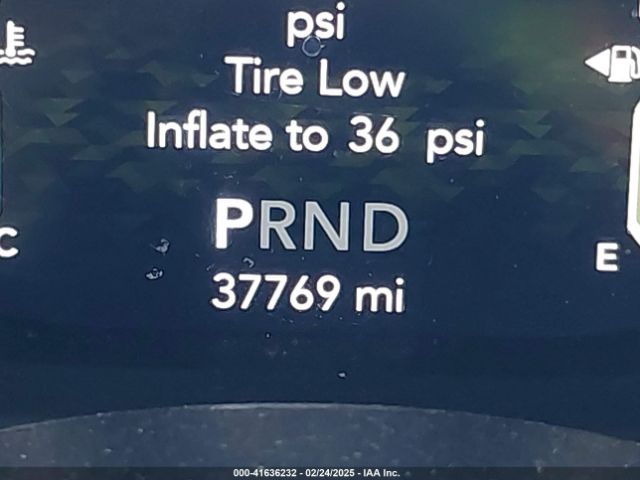 psi
Tire Low
Inflate to 36 psi
PRND
C
E
37769 mi
000-41636232 - 02/24/2025 - IAA Inc.